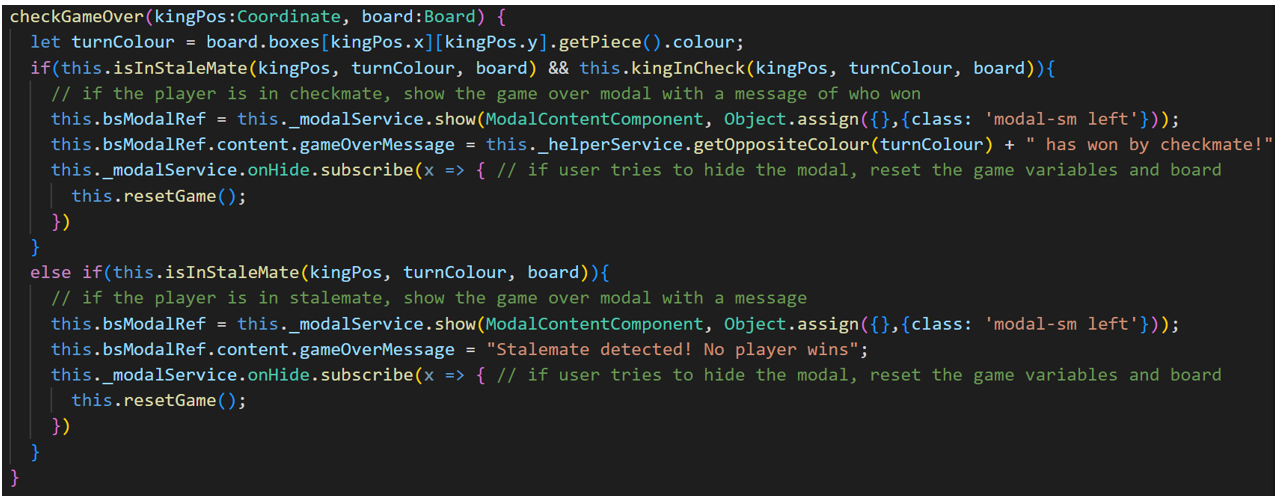 checkGameOver(kingPos:Coordinate, board:Board) {
let turnColour = board.boxes[kingPos.x][kingPos.y].getPiece().colour;
if(this.isInStaleMate(kingPos, turnColour, board) && this.kingInCheck(kingPos, turnColour, board)){
// if the player is in checkmate, show the game over modal with a message of who won
this.bsModalRef = this._modalService.show(ModalContentComponent, Object.assign({},{class: 'modal-sm left'}));
this.bsModalRef.content.gameOverMessage = this._helperService.getOppositeColour(turnColour) + " has won by checkmate!"
this._modalService.onHide.subscribe(x => { // if user tries to hide the modal, reset the game variables and board
this.resetGame();
})
}
else if(this.isInStaleMate(kingPos, turnColour, board)){
// if the player is in stalemate, show the game over modal with a message
this.bsModalRef = this._modalService.show(ModalContentComponent, Object.assign({},{class: 'modal-sm left'}));
this.bsModalRef.content.gameOverMessage = "Stalemate detected! No player wins";
this._modalService.onHide.subscribe(x => { // if user tries to hide the modal, reset the game variables and board
this.resetGame();
})
}
}